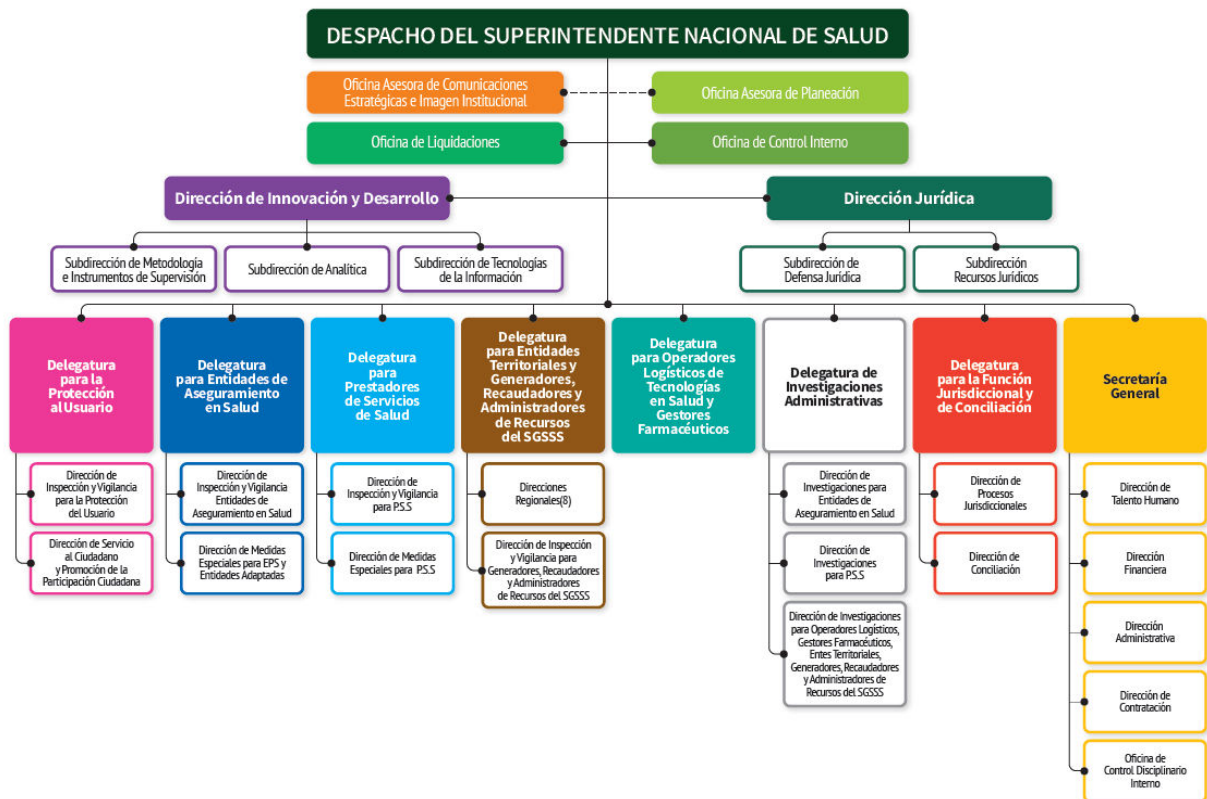 DESPACHO DEL SUPERINTENDENTE NACIONAL DE SALUD
Oficina Asesora de Comunicaciones
Estratégicas e Imagen Institucional
Oficina Asesora de Planeación
Oficina de Liquidaciones
Oficina de Control Interno
Dirección de Innovación y Desarrollo
Dirección Jurídica
Subdirección de Metodología
e Instrumentos de Supervisión
Subdirección de Analítica
Subdirección de Tecnologías
de la Información
Subdirección de
Defensa Jurídica
Subdirección
Recursos Jurídicos
Delegatura
para la
Protección
al Usuario
Delegatura
para Entidades de
Aseguramiento
en Salud
Delegatura
para
Prestadores
de Servicios
de Salud
Delegatura
para Entidades
Territoriales y
Generadores,
Recaudadores y
Administradores
de Recursos
del SGSSS
Delegatura
para Operadores
Logísticos de
Tecnologías
en Salud y
Gestores
Farmacéuticos
Delegatura de
Investigaciones
Administrativas
Delegatura
para la Función
Jurisdiccional y
de Conciliación
Secretaría
General
Dirección de
Inspección y Vigilancia
para la Protección
del Usuario
Dirección de Servicio
al Ciudadano
y Promoción de la
Participación Ciudadana
Dirección de
Inspección y Vigilancia
Entidades de
Aseguramiento en Salud
Dirección de Medidas
Especiales para EPS y
Entidades Adaptadas
Dirección de
Inspección y Vigilancia
para P.S.S
Dirección de Medidas
Especiales para P.S.S
Direcciones
Regionales(8)
Dirección de Inspección
y Vigilancia para
Generadores, Recaudadores
y Administradores
de Recursos del SGSSS
Dirección de
Investigaciones para
Entidades de
Aseguramiento en Salud
Dirección de
Investigaciones
para P.S.S
Dirección de Investigaciones
para Operadores Logísticos,
Gestores Farmacéuticos,
Entes Territoriales,
Generadores, Recaudadores
y Administradores de
Recursos del SGSSS
Dirección de
Procesos
Jurisdiccionales
Dirección de
Conciliación
Dirección de
Talento Humano
Dirección
Financiera
Dirección
Administrativa
Dirección de
Contratación
Oficina de
Control Disciplinario
Interno